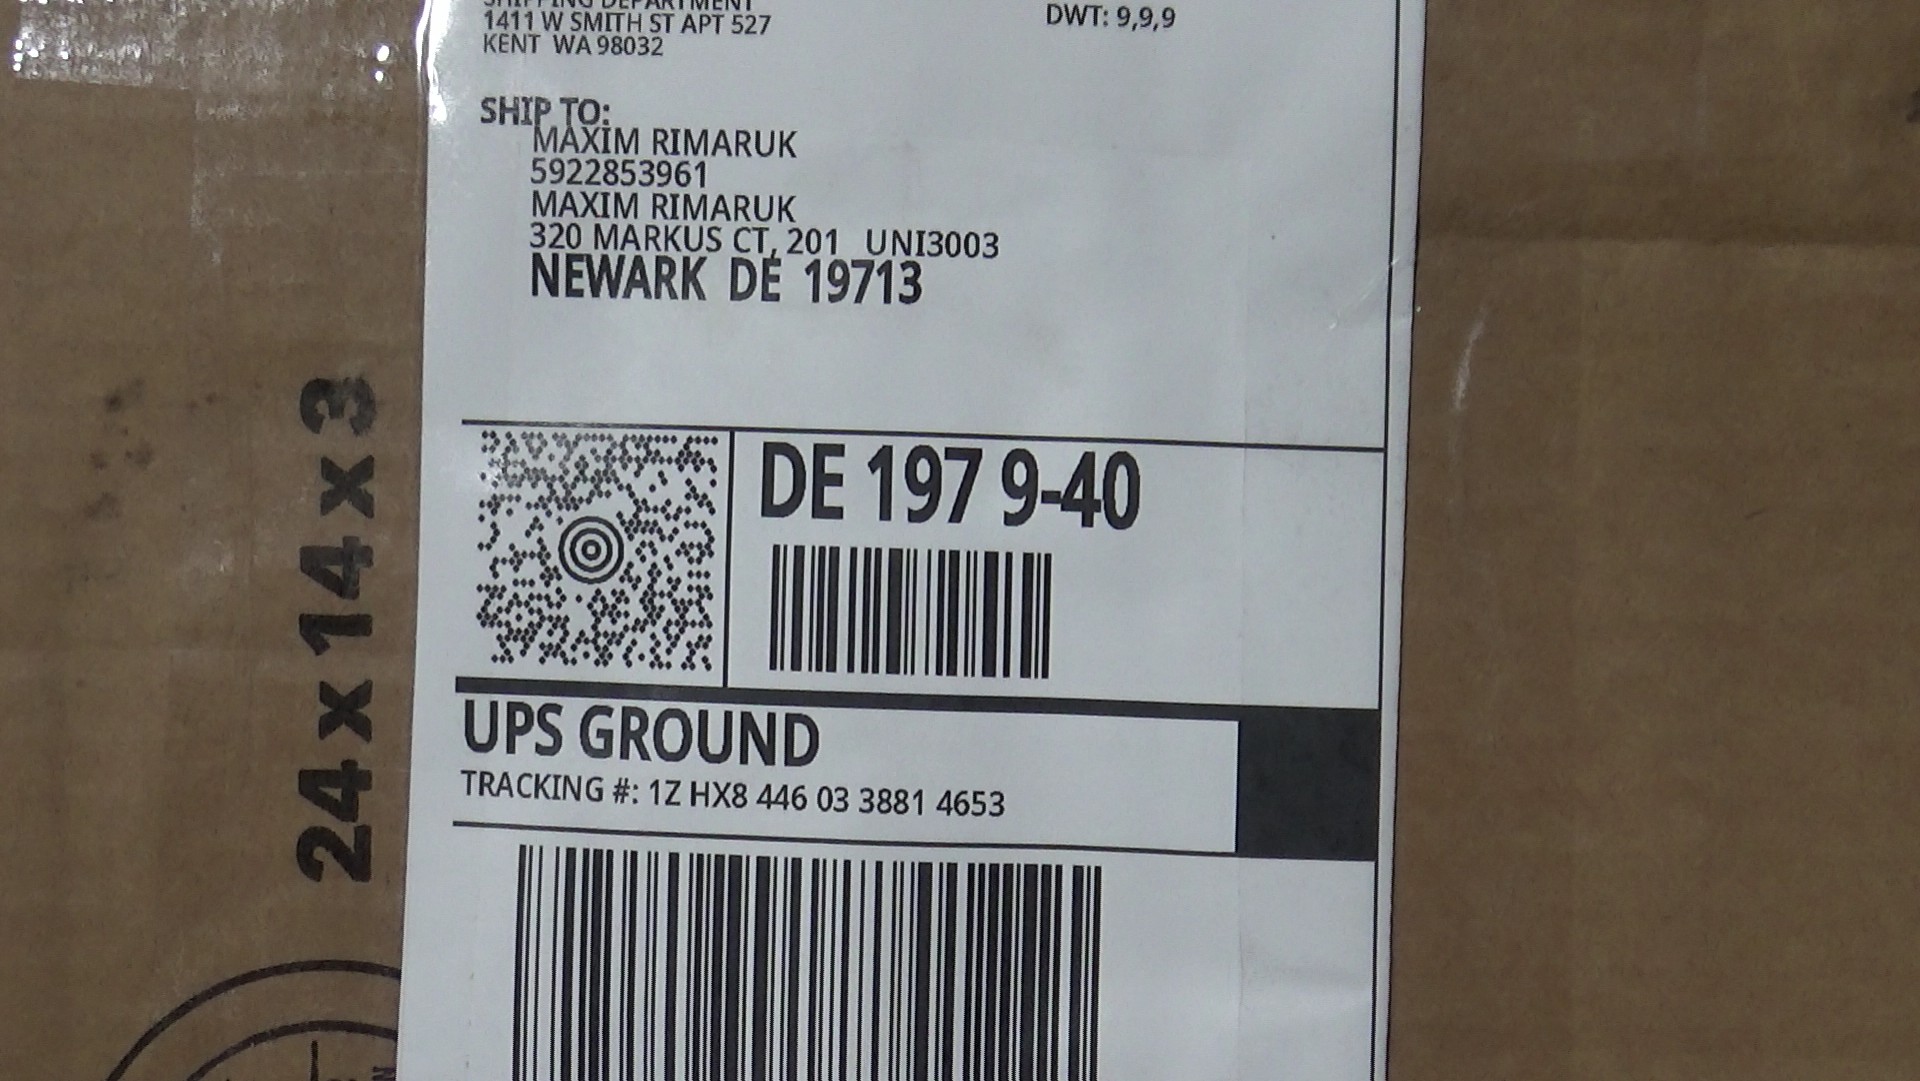 SHIPPING DEPARTMENT
1411 W SMITH ST APT 527
KENT WA 98032
DWT: 9,9,9
SHIP TO:
MAXIM RIMARUK
5922853961
MAXIM RIMARUK
320 MARKUS CT, 201 UNI3003
NEWARK DE 19713
DE 197 9-40
UPS GROUND
TRACKING #: 1Z HX8 446 03 3881 4653
24 x 14 x 3